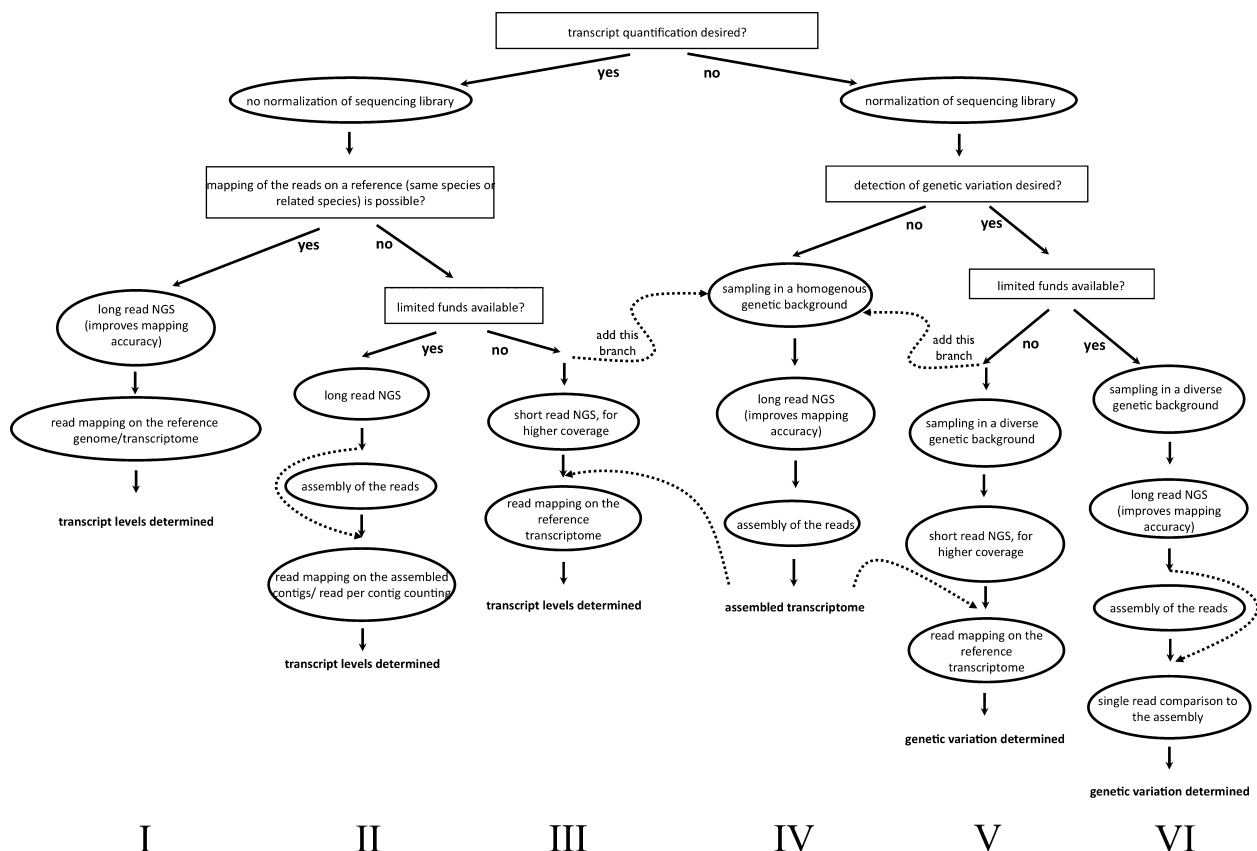 transcript quantification desired?
yes
no
no normalization of sequencing library
normalization of sequencing library
mapping of the reads on a reference (same species or
related species) is possible?
detection of genetic variation desired?
yes
no
no
yes
long read NGS
(improves mapping
accuracy)
limited funds available?
sampling in a homogenous
genetic background
limited funds available?
yes
no
add this
branch
add this
branch
no
yes
read mapping on the reference
genome/transcriptome
transcript levels determined
long read NGS
assembly of the reads
read mapping on the assembled
contigs/ read per contig counting
transcript levels determined
short read NGS, for
higher coverage
read mapping on the
reference
transcriptome
transcript levels determined
long read NGS
(improves mapping
accuracy)
assembly of the reads
assembled transcriptome
sampling in a diverse
genetic background
short read NGS, for
higher coverage
read mapping on the
reference
transcriptome
genetic variation determined
sampling in a diverse
genetic background
long read NGS
(improves mapping
accuracy)
assembly of the reads
single read comparison to
the assembly
genetic variation determined
I
II
III
IV
V
VI